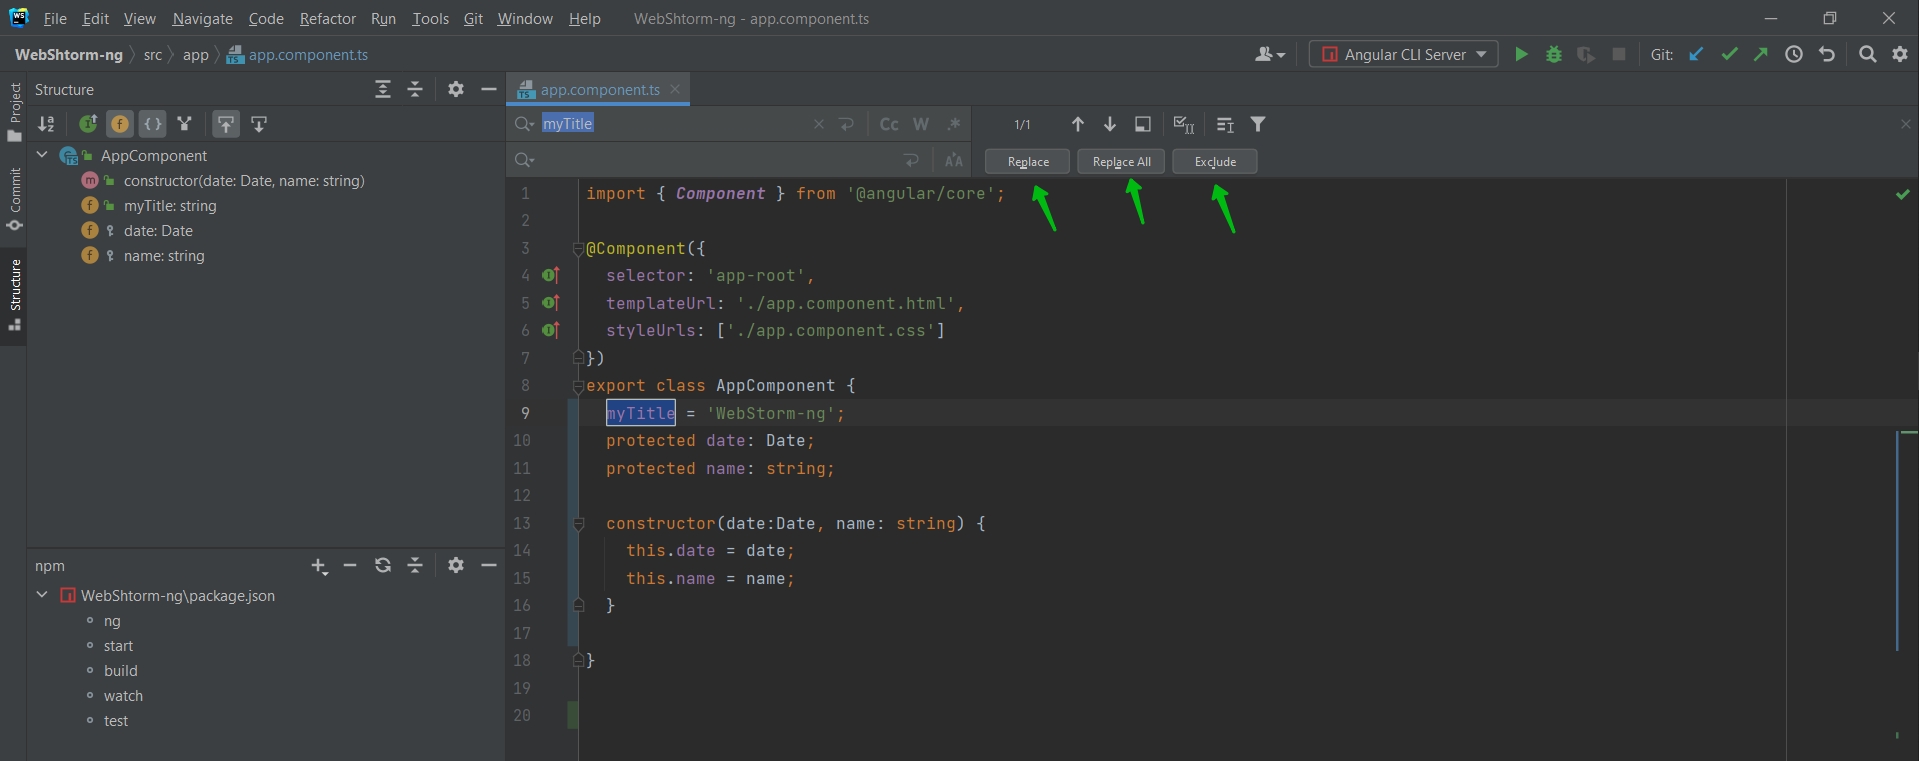 WS File Edit View Navigate Code Refactor Run Tools Git Window Help WebShtorm-ng - app.component.ts
WebShtorm-ng src app TS app.component.ts Angular CLI Server Git:
Project
Commit
Structure
Structure
AppComponent
constructor(date: Date, name: string)
myTitle: string
date: Date
name: string
npm
WebShtorm-ng\package.json
ng
start
build
watch
test
TS app.component.ts
myTitle Cc W .* 1/1
Replace Replace All Exclude
1 import { Component } from '@angular/core';
2
3 @Component({
4 selector: 'app-root',
5 templateUrl: './app.component.html',
6 styleUrls: ['./app.component.css']
7 })
8 export class AppComponent {
9 myTitle = 'WebStorm-ng';
10 protected date: Date;
11 protected name: string;
12
13 constructor(date:Date, name: string) {
14 this.date = date;
15 this.name = name;
16 }
17
18 }
19
20